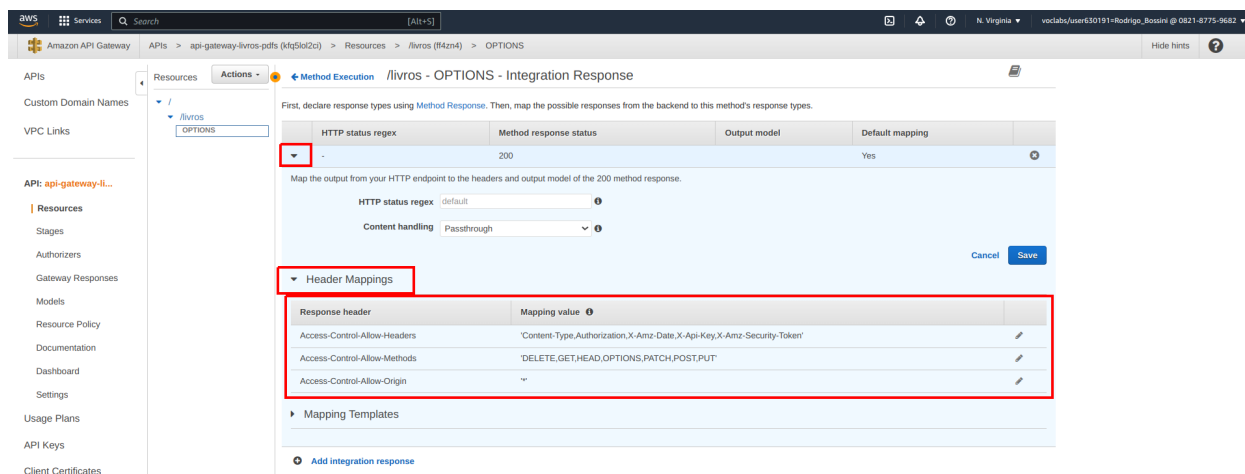 aws Services Search [Alt+S] N. Virginia voclabs/user630191=Rodrigo_Bossini @ 0821-8775-9682
Amazon API Gateway APIs > api-gateway-livros-pdfs (kfq5lol2ci) > Resources > /livros (ff4zn4) > OPTIONS Hide hints
APIs
Custom Domain Names
VPC Links
API: api-gateway-li...
Resources
Stages
Authorizers
Gateway Responses
Models
Resource Policy
Documentation
Dashboard
Settings
Usage Plans
API Keys
Client Certificates
Resources Actions
/
/livros
OPTIONS
Method Execution /livros - OPTIONS - Integration Response
First, declare response types using Method Response. Then, map the possible responses from the backend to this method's response types.
HTTP status regex Method response status Output model Default mapping
- 200 Yes
Map the output from your HTTP endpoint to the headers and output model of the 200 method response.
HTTP status regex default
Content handling Passthrough
Cancel Save
Header Mappings
Response header Mapping value
Access-Control-Allow-Headers 'Content-Type,Authorization,X-Amz-Date,X-Api-Key,X-Amz-Security-Token'
Access-Control-Allow-Methods 'DELETE,GET,HEAD,OPTIONS,PATCH,POST,PUT'
Access-Control-Allow-Origin '*'
Mapping Templates
Add integration response